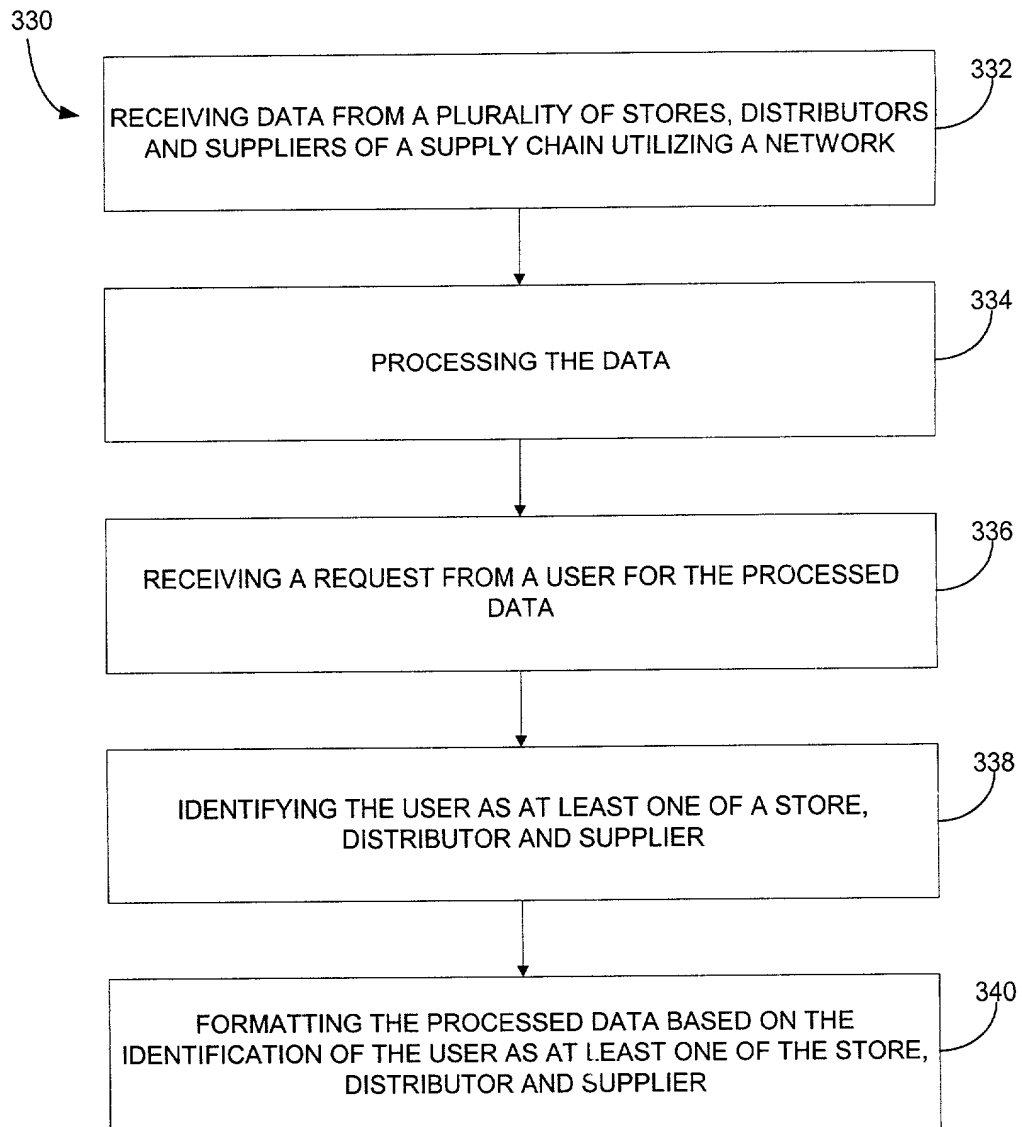 330
332
RECEIVING DATA FROM A PLURALITY OF STORES, DISTRIBUTORS
AND SUPPLIERS OF A SUPPLY CHAIN UTILIZING A NETWORK
334
PROCESSING THE DATA
336
RECEIVING A REQUEST FROM A USER FOR THE PROCESSED
DATA
338
IDENTIFYING THE USER AS AT LEAST ONE OF A STORE,
DISTRIBUTOR AND SUPPLIER
340
FORMATTING THE PROCESSED DATA BASED ON THE
IDENTIFICATION OF THE USER AS AT LEAST ONE OF THE STORE,
DISTRIBUTOR AND SUPPLIER